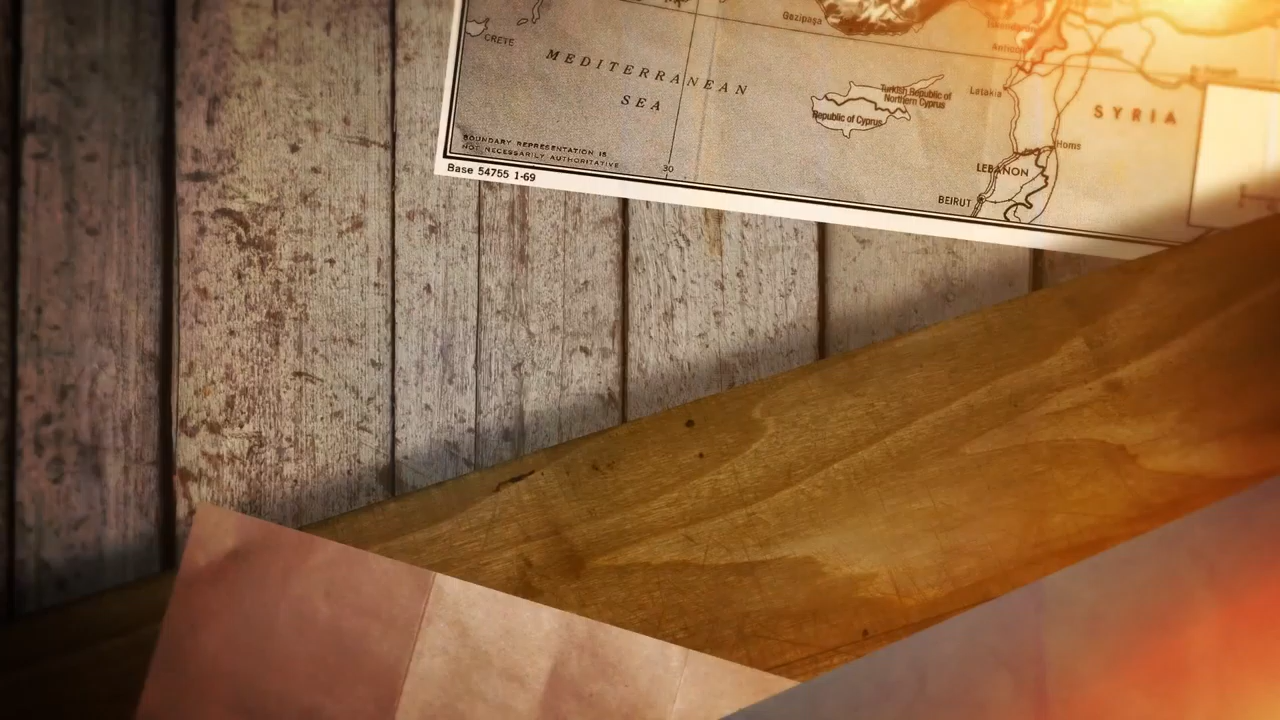 Gazipaşa
CRETE
MEDITERRANEAN
SEA
Turkish Republic of
Northern Cyprus
Republic of Cyprus
Latakia
SYRIA
Homs
LEBANON
BEIRUT
BOUNDARY REPRESENTATION IS
NOT NECESSARILY AUTHORITATIVE
30
Base 54755 1-69